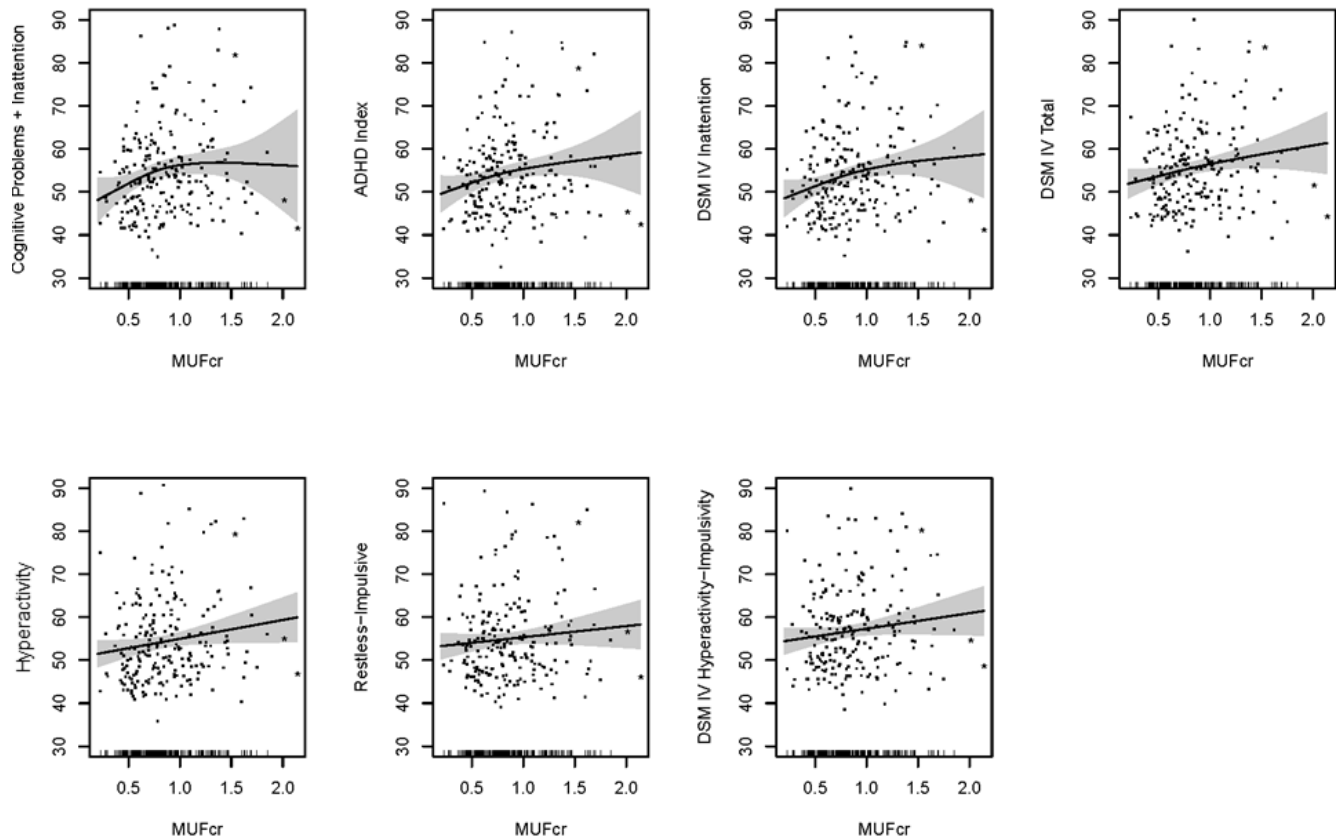 Cognitive Problems + Inattention
90
80
70
60
50
40
30
0.5 1.0 1.5 2.0
MUFcr
ADHD Index
90
80
70
60
50
40
30
0.5 1.0 1.5 2.0
MUFcr
DSM IV Inattention
90
80
70
60
50
40
30
0.5 1.0 1.5 2.0
MUFcr
DSM IV Total
90
80
70
60
50
40
30
0.5 1.0 1.5 2.0
MUFcr
Hyperactivity
90
80
70
60
50
40
30
0.5 1.0 1.5 2.0
MUFcr
Restless-Impulsive
90
80
70
60
50
40
30
0.5 1.0 1.5 2.0
MUFcr
DSM IV Hyperactivity-Impulsivity
90
80
70
60
50
40
30
0.5 1.0 1.5 2.0
MUFcr